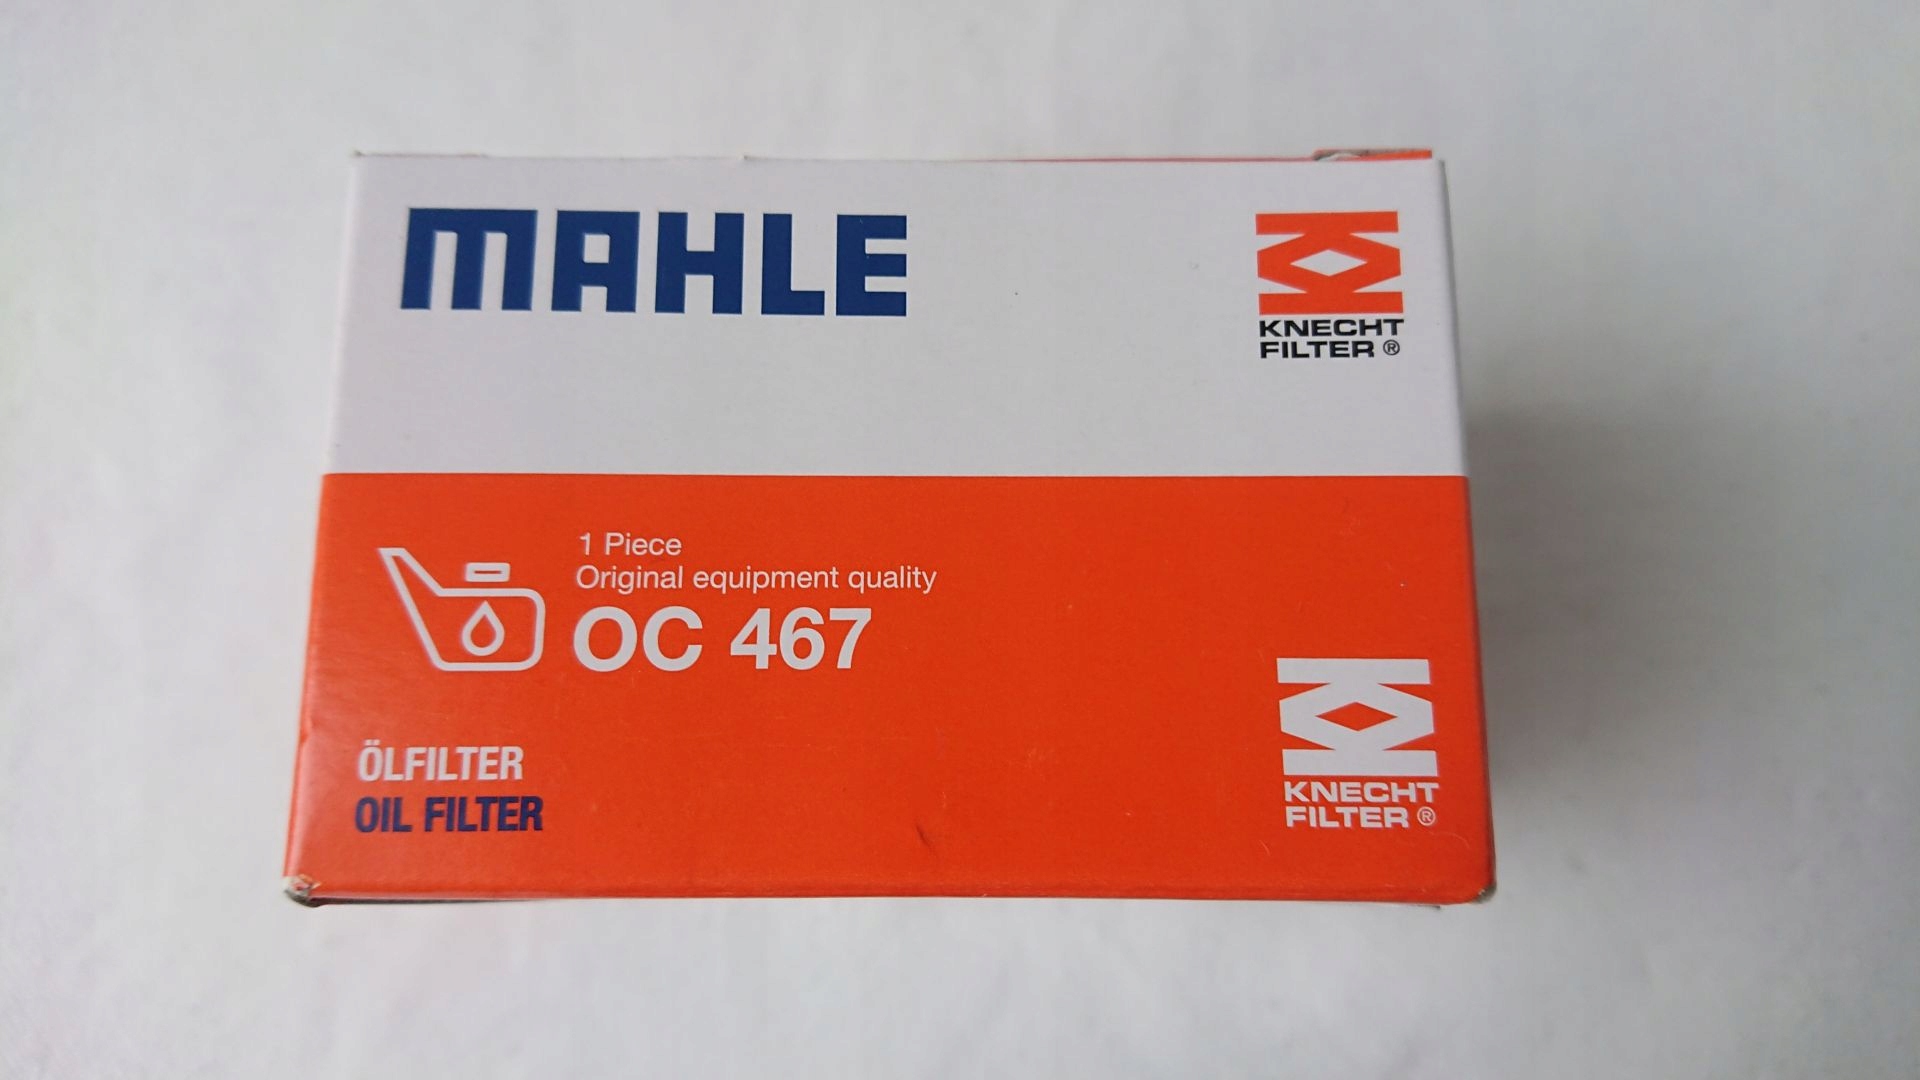 MAHLE
KNECHT
FILTER ®
1 Piece
Original equipment quality
OC 467
ÖLFILTER
OIL FILTER
KNECHT
FILTER ®